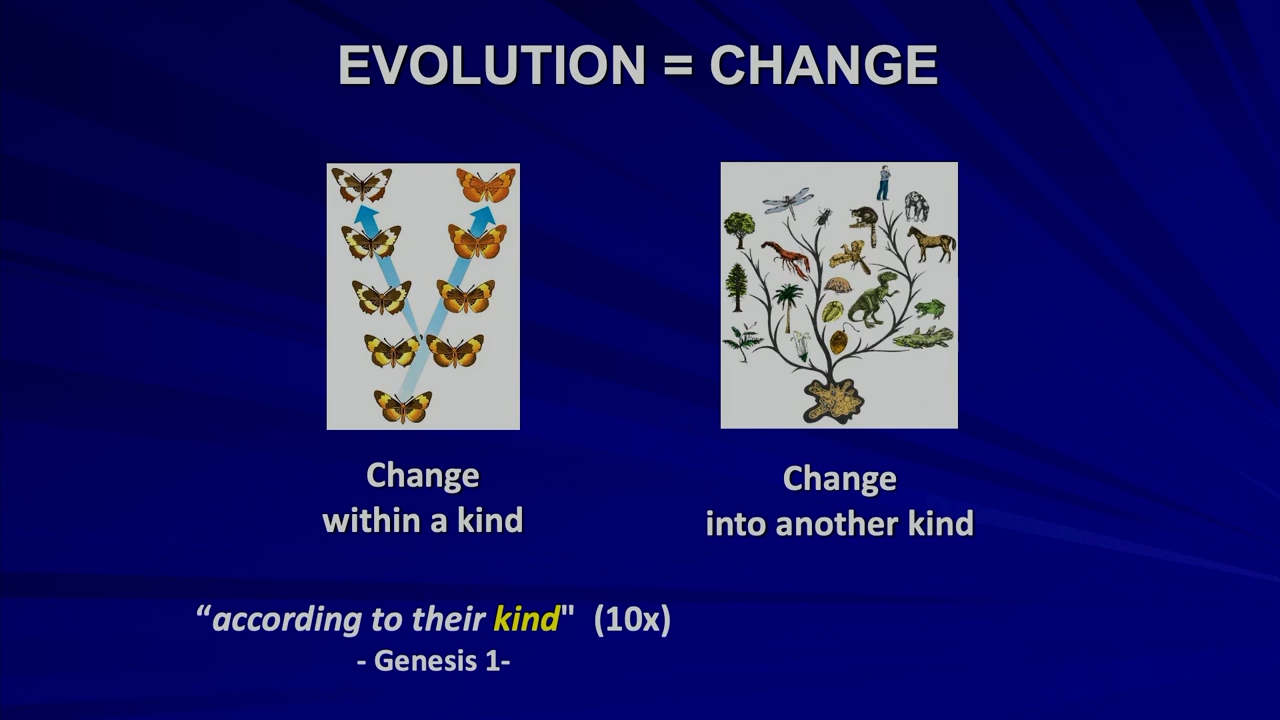 EVOLUTION = CHANGE
Change
within a kind
Change
into another kind
“according to their kind" (10x)
- Genesis 1-